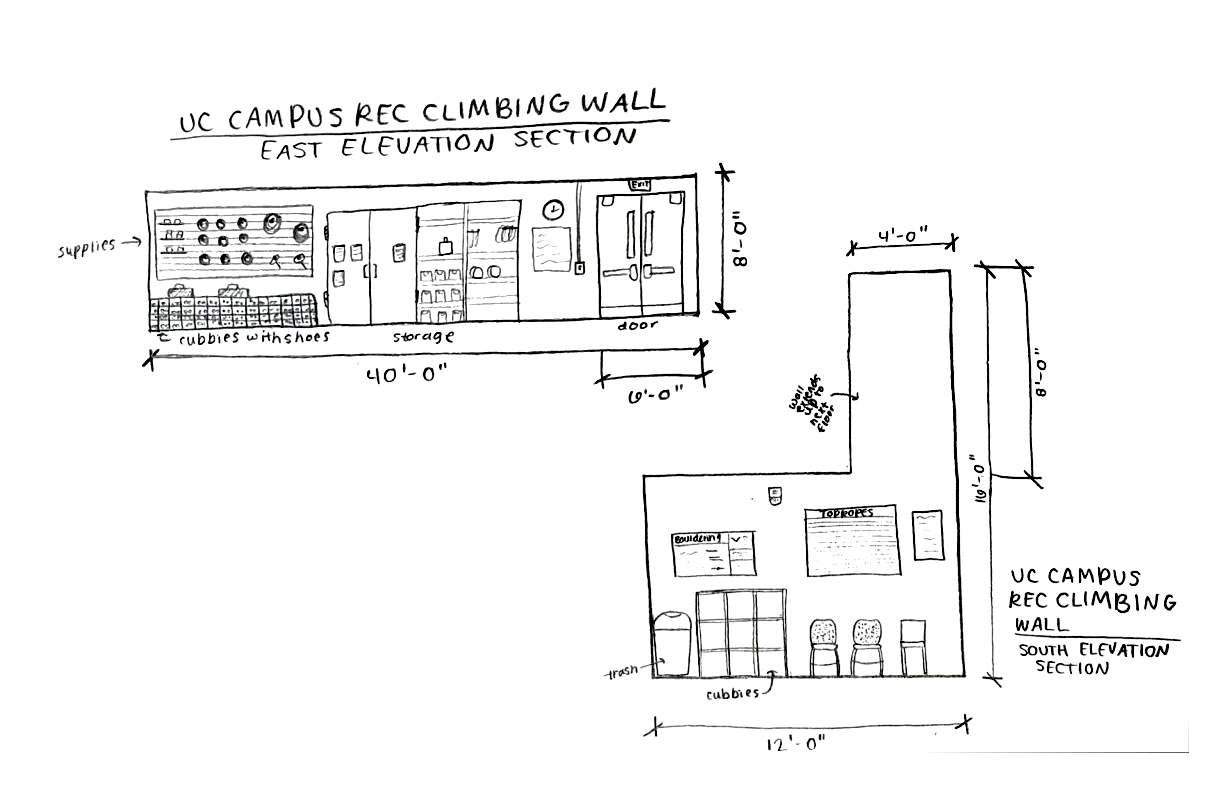 UC CAMPUS REC CLIMBING WALL
EAST ELEVATION SECTION
EXIT
supplies
8'-0"
cubbies with shoes
storage
door
40'-0"
6'-0"
4'-0"
wall
extends
up to
next
floor
8'-0"
16'-0"
Bouldering
TOPROPES
trash
cubbies
12'-0"
UC CAMPUS
REC CLIMBING
WALL
SOUTH ELEVATION
SECTION